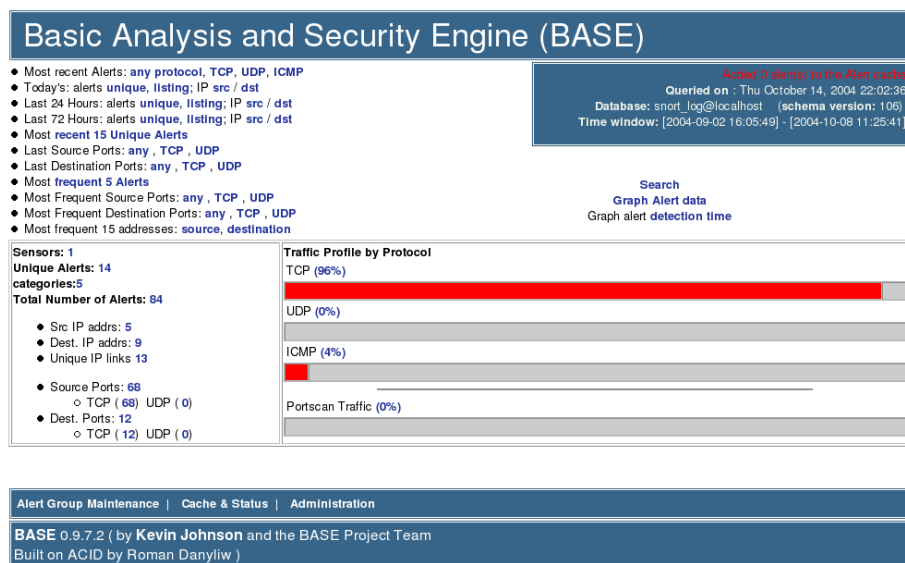 Basic Analysis and Security Engine (BASE)
Most recent Alerts: any protocol, TCP, UDP, ICMP
Today's: alerts unique, listing; IP src / dst
Last 24 Hours: alerts unique, listing; IP src / dst
Last 72 Hours: alerts unique, listing; IP src / dst
Most recent 15 Unique Alerts
Last Source Ports: any , TCP , UDP
Last Destination Ports: any , TCP , UDP
Most frequent 5 Alerts
Most Frequent Source Ports: any , TCP , UDP
Most Frequent Destination Ports: any , TCP , UDP
Most frequent 15 addresses: source, destination
Added 0 alert(s) to the Alert cache
Queried on : Thu October 14, 2004 22:02:36
Database: snort_log@localhost (schema version: 106)
Time window: [2004-09-02 16:05:49] - [2004-10-08 11:25:41]
Search
Graph Alert data
Graph alert detection time
Sensors: 1
Unique Alerts: 14
categories:5
Total Number of Alerts: 84
Src IP addrs: 5
Dest. IP addrs: 9
Unique IP links 13
Source Ports: 68
TCP ( 68) UDP ( 0)
Dest. Ports: 12
TCP ( 12) UDP ( 0)
Traffic Profile by Protocol
TCP (96%)
UDP (0%)
ICMP (4%)
Portscan Traffic (0%)
Alert Group Maintenance | Cache & Status | Administration
BASE 0.9.7.2 ( by Kevin Johnson and the BASE Project Team
Built on ACID by Roman Danyliw )